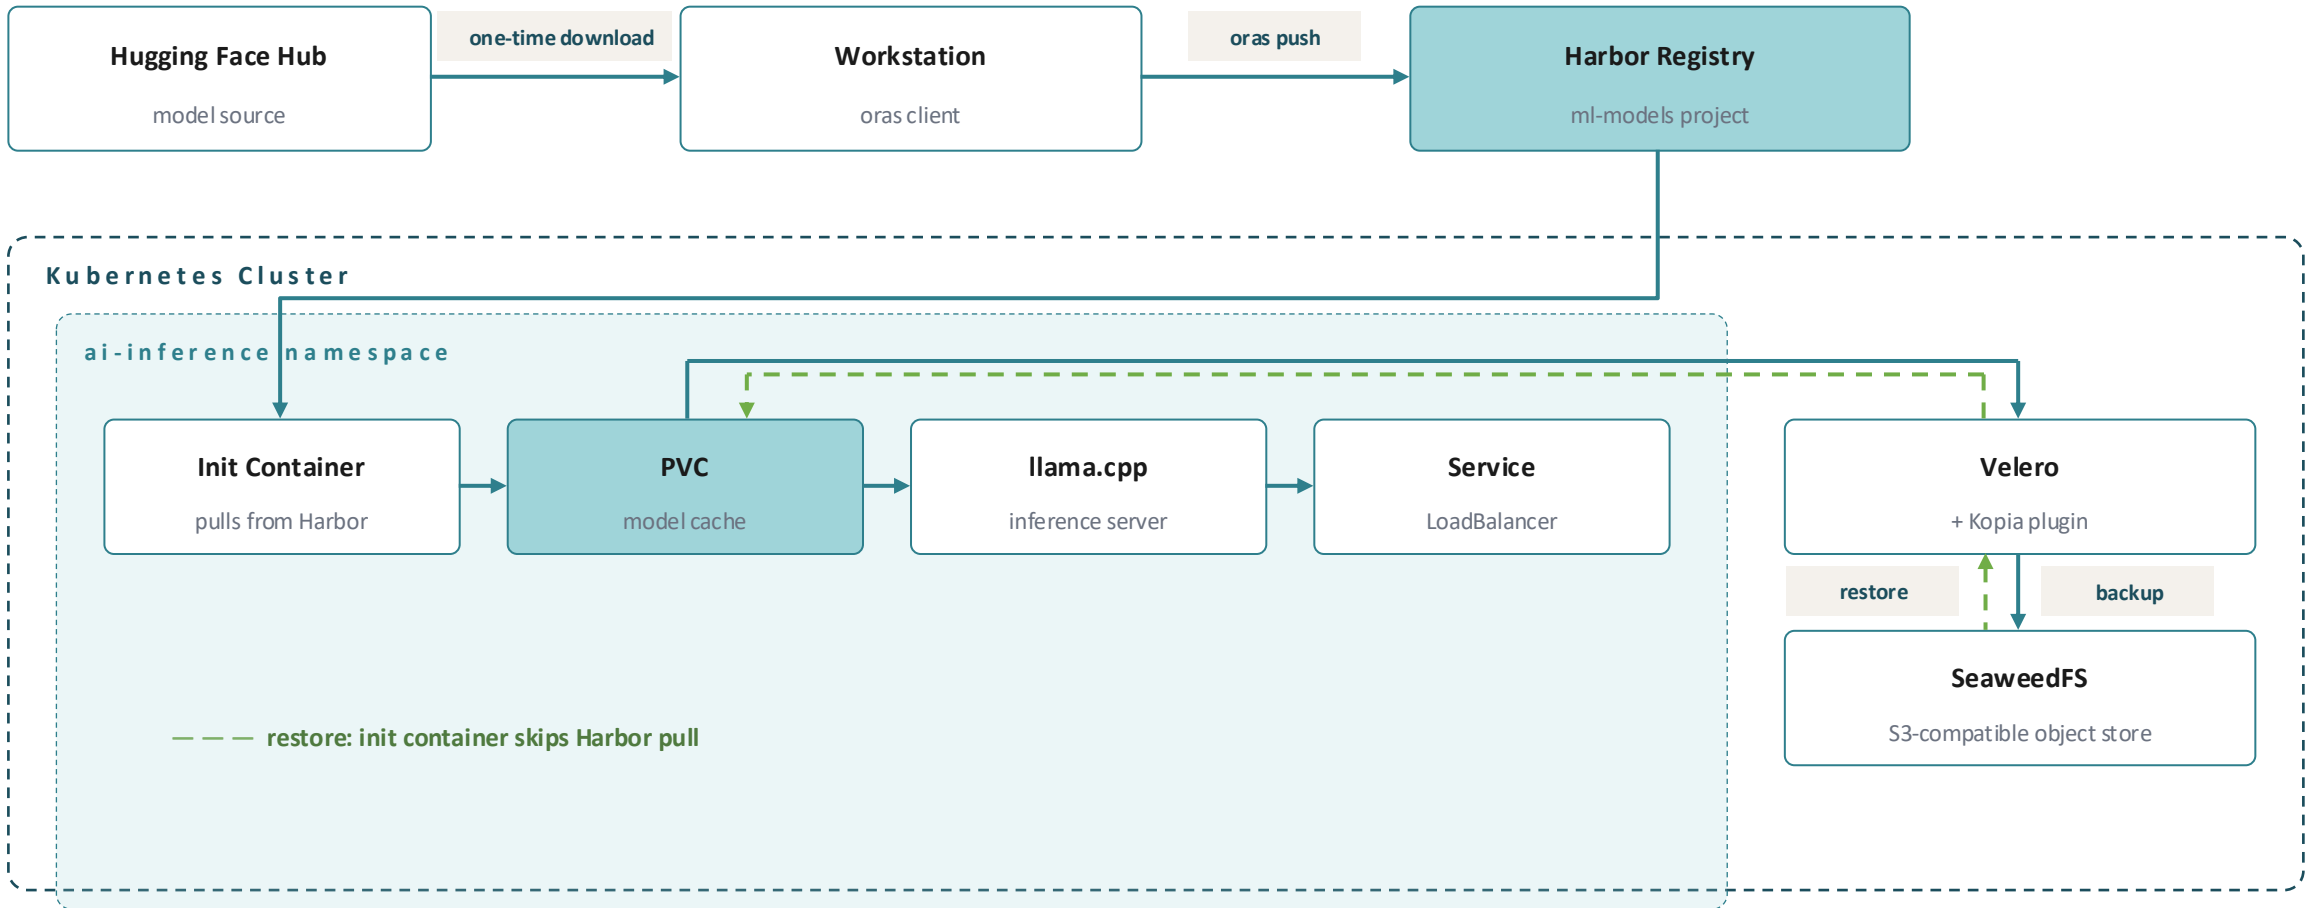 Hugging Face Hub
model source
one-time download
Workstation
oras client
oras push
Harbor Registry
ml-models project
Kubernetes Cluster
ai-inference namespace
Init Container
pulls from Harbor
PVC
model cache
llama.cpp
inference server
Service
LoadBalancer
Velero
+ Kopia plugin
restore
backup
SeaweedFS
S3-compatible object store
restore: init container skips Harbor pull